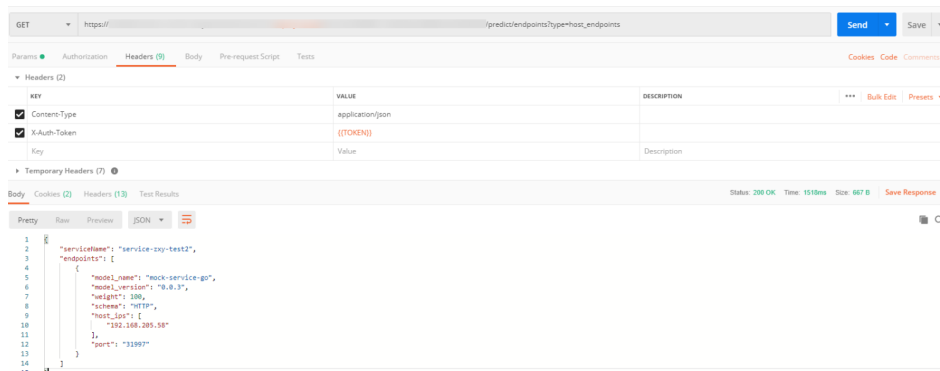 GET https:// /predict/endpoints?type=host_endpoints Send Save
Params Authorization Headers (9) Body Pre-request Script Tests Cookies Code Comments
Headers (2)
KEY VALUE DESCRIPTION ••• Bulk Edit Presets
Content-Type application/json
X-Auth-Token {{TOKEN}}
Key Value Description
Temporary Headers (7)
Body Cookies (2) Headers (13) Test Results Status: 200 OK Time: 1518ms Size: 667 B Save Response
Pretty Raw Preview JSON
1 {
2 "serviceName": "service-zxy-test2",
3 "endpoints": [
4 {
5 "model_name": "mock-service-go",
6 "model_version": "0.0.3",
7 "weight": 100,
8 "schema": "HTTP",
9 "host_ips": [
10 "192.168.205.58"
11 ],
12 "port": "31997"
13 }
14 ]